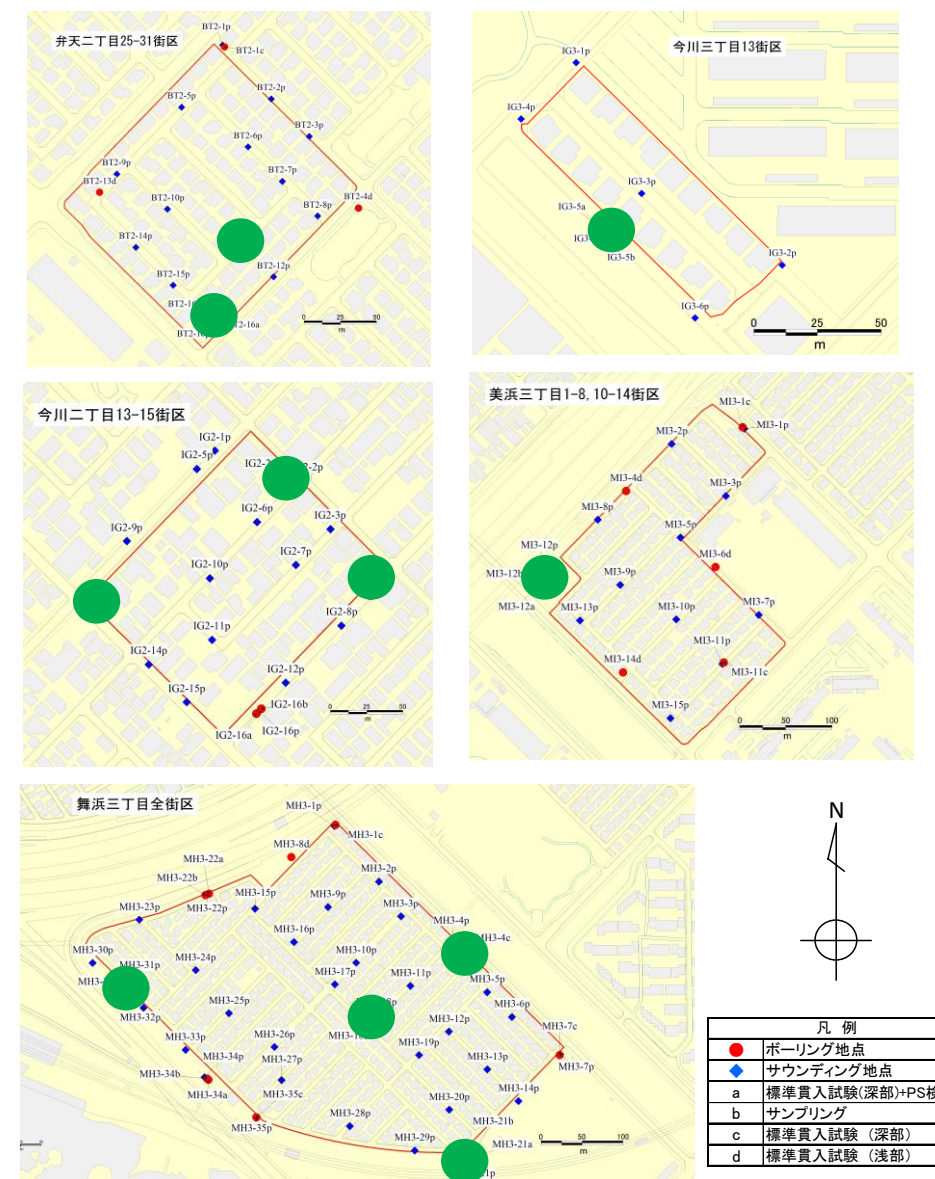 弁天二丁目25-31街区
BT2-1p
BT2-1c
BT2-2p
BT2-5p
BT2-3p
BT2-6p
BT2-9p
BT2-7p
BT2-13d
BT2-4d
BT2-10p
BT2-8p
BT2-14p
BT2-12p
BT2-15p
0 25 50
m
今川三丁目13街区
IG3-1p
IG3-4p
IG3-3p
IG3-5a
IG3-5b
IG3-2p
IG3-6p
0 25 50
m
今川二丁目13-15街区
IG2-1p
IG2-5p
IG2-6p
IG2-3p
IG2-9p
IG2-7p
IG2-10p
IG2-8p
IG2-11p
IG2-14p
IG2-12p
IG2-15p
IG2-16b
IG2-16a
IG2-16p
0 25 50
m
美浜三丁目1-8, 10-14街区
MI3-1c
MI3-1p
MI3-2p
MI3-4d
MI3-3p
MI3-8p
MI3-5p
MI3-12p
MI3-6d
MI3-9p
MI3-12a
MI3-13p
MI3-10p
MI3-7p
MI3-11p
MI3-14d
MI3-11c
MI3-15p
0 50 100
m
舞浜三丁目全街区
MH3-1p
MH3-1c
MH3-8d
MH3-22a
MH3-22b
MH3-2p
MH3-22p
MH3-15p
MH3-9p
MH3-23p
MH3-3p
MH3-4p
MH3-16p
MH3-4c
MH3-30p
MH3-31p
MH3-24p
MH3-10p
MH3-17p
MH3-11p
MH3-5p
MH3-32p
MH3-25p
MH3-6p
MH3-7c
MH3-33p
MH3-26p
MH3-12p
MH3-34p
MH3-27p
MH3-19p
MH3-13p
MH3-7p
MH3-34b
MH3-34a
MH3-35c
MH3-14p
MH3-20p
MH3-35p
MH3-28p
MH3-21b
MH3-29p
MH3-21a
0 50 100
m
N
凡 例
ボーリング地点
サウンディング地点
a 標準貫入試験(深部)+PS検
b サンプリング
c 標準貫入試験 (深部)
d 標準貫入試験 (浅部)